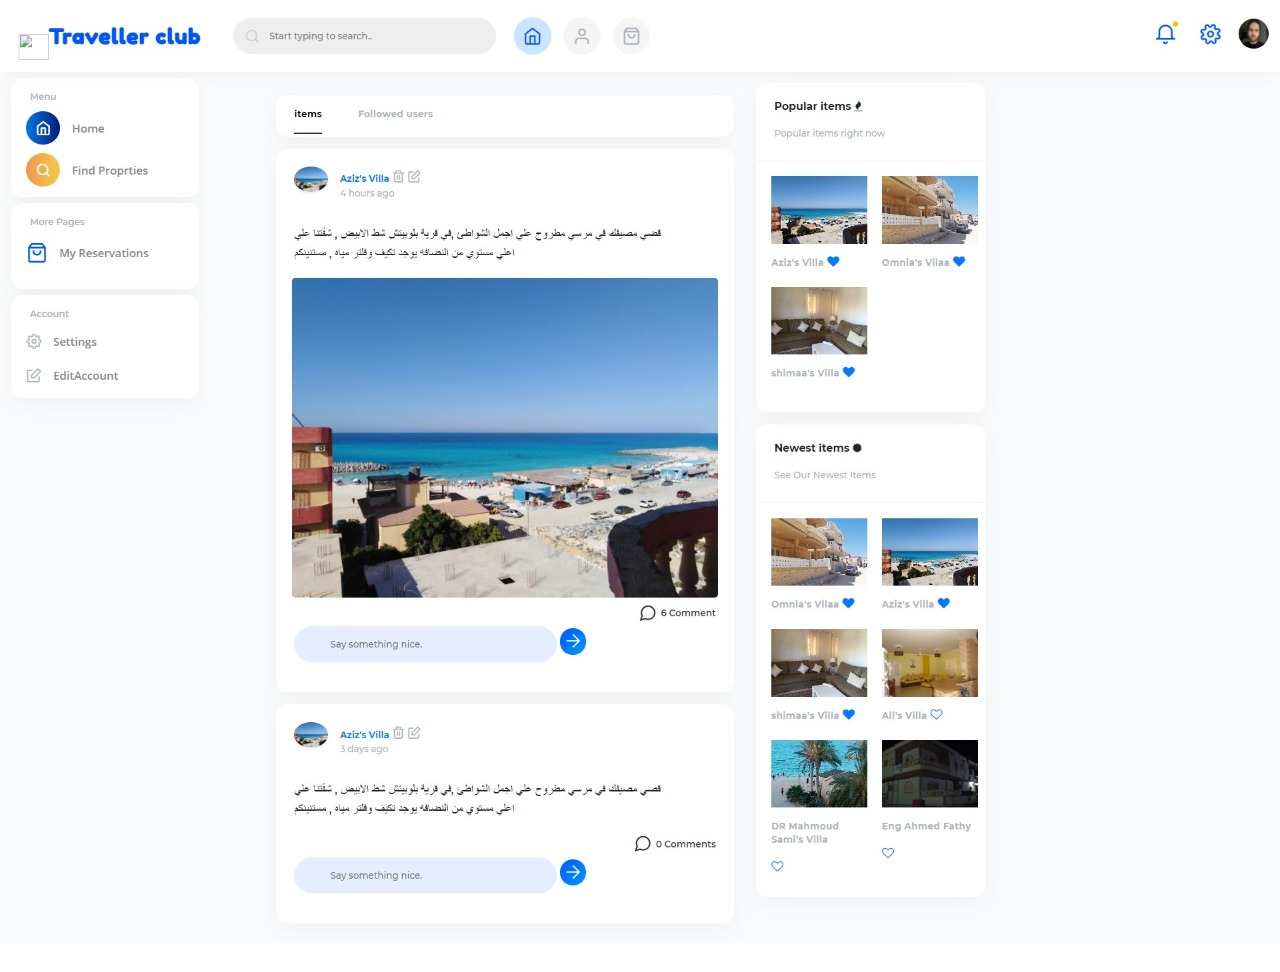 Traveller club
Start typing to search..
Menu
Home
Find Proprties
More Pages
My Reservations
Account
Settings
EditAccount
items
Followed users
Aziz's Villa
4 hours ago
قضي مصيفك في مرسي مطروح علي اجمل الشواطئ ,في قرية بلوبيتش شط الابيض , شقتنا علي
اعلي مستوي من النضافه يوجد تكيف وفلتر مياه , مستنينكم
6 Comment
Say something nice.
Aziz's Villa
3 days ago
قضي مصيفك في مرسي مطروح علي اجمل الشواطئ ,في قرية بلوبيتش شط الابيض , شقتنا علي
اعلي مستوي من النضافه يوجد تكيف وفلتر مياه , مستنينكم
0 Comments
Say something nice.
Popular items
Popular items right now
Aziz's Villa
Omnia's Vilaa
shimaa's Villa
Newest items
See Our Newest Items
Omnia's Vilaa
Aziz's Villa
shimaa's Villa
Ali's Villa
DR Mahmoud
Sami's Villa
Eng Ahmed Fathy